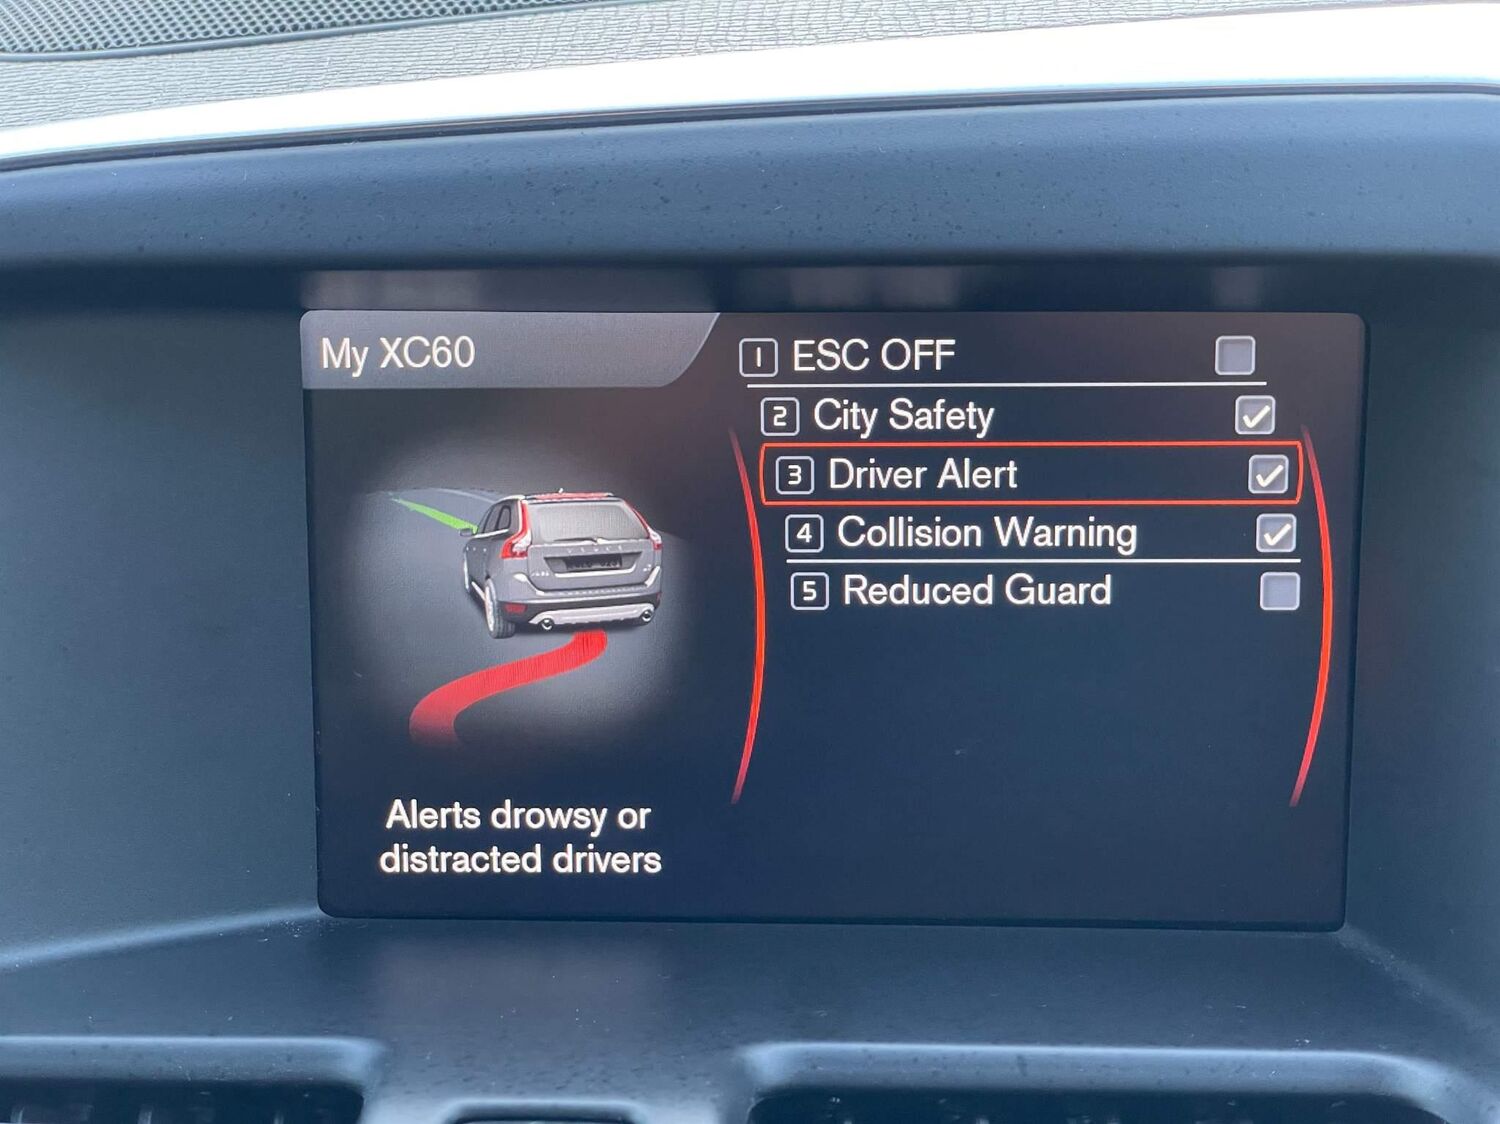 My XC60
1 ESC OFF
2 City Safety
3 Driver Alert
4 Collision Warning
5 Reduced Guard
Alerts drowsy or
distracted drivers